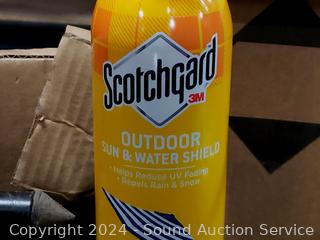 Scotchgard
3M
OUTDOOR
SUN & WATER SHIELD
• Helps Reduce UV Fading
• Repels Rain & Snow
Copyright 2024 - Sound Auction Service